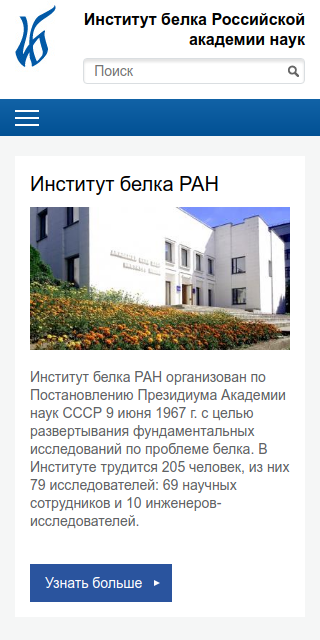 Институт белка Российской
академии наук
Поиск
Институт белка РАН
Институт белка РАН организован по
Постановлению Президиума Академии
наук СССР 9 июня 1967 г. с целью
развертывания фундаментальных
исследований по проблеме белка. В
Институте трудится 205 человек, из них
79 исследователей: 69 научных
сотрудников и 10 инженеров-
исследователей.
Узнать больше